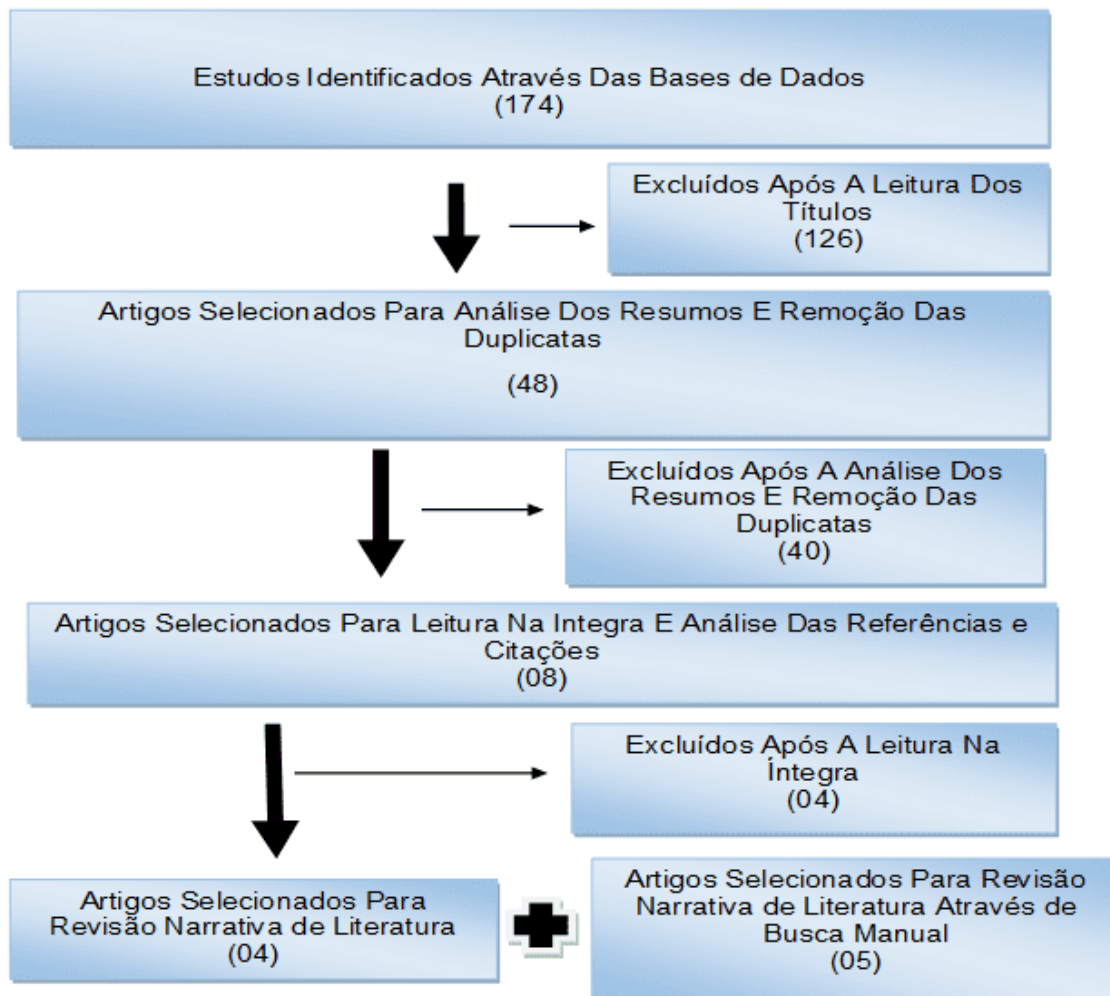 Estudos Identificados Através Das Bases de Dados
(174)
Excluídos Após A Leitura Dos
Títulos
(126)
Artigos Selecionados Para Análise Dos Resumos E Remoção Das
Duplicatas
(48)
Excluídos Após A Análise Dos
Resumos E Remoção Das
Duplicatas
(40)
Artigos Selecionados Para Leitura Na Integra E Análise Das Referências e
Citações
(08)
Excluídos Após A Leitura Na
Íntegra
(04)
Artigos Selecionados Para
Revisão Narrativa de Literatura
(04)
Artigos Selecionados Para Revisão
Narrativa de Literatura Através de
Busca Manual
(05)